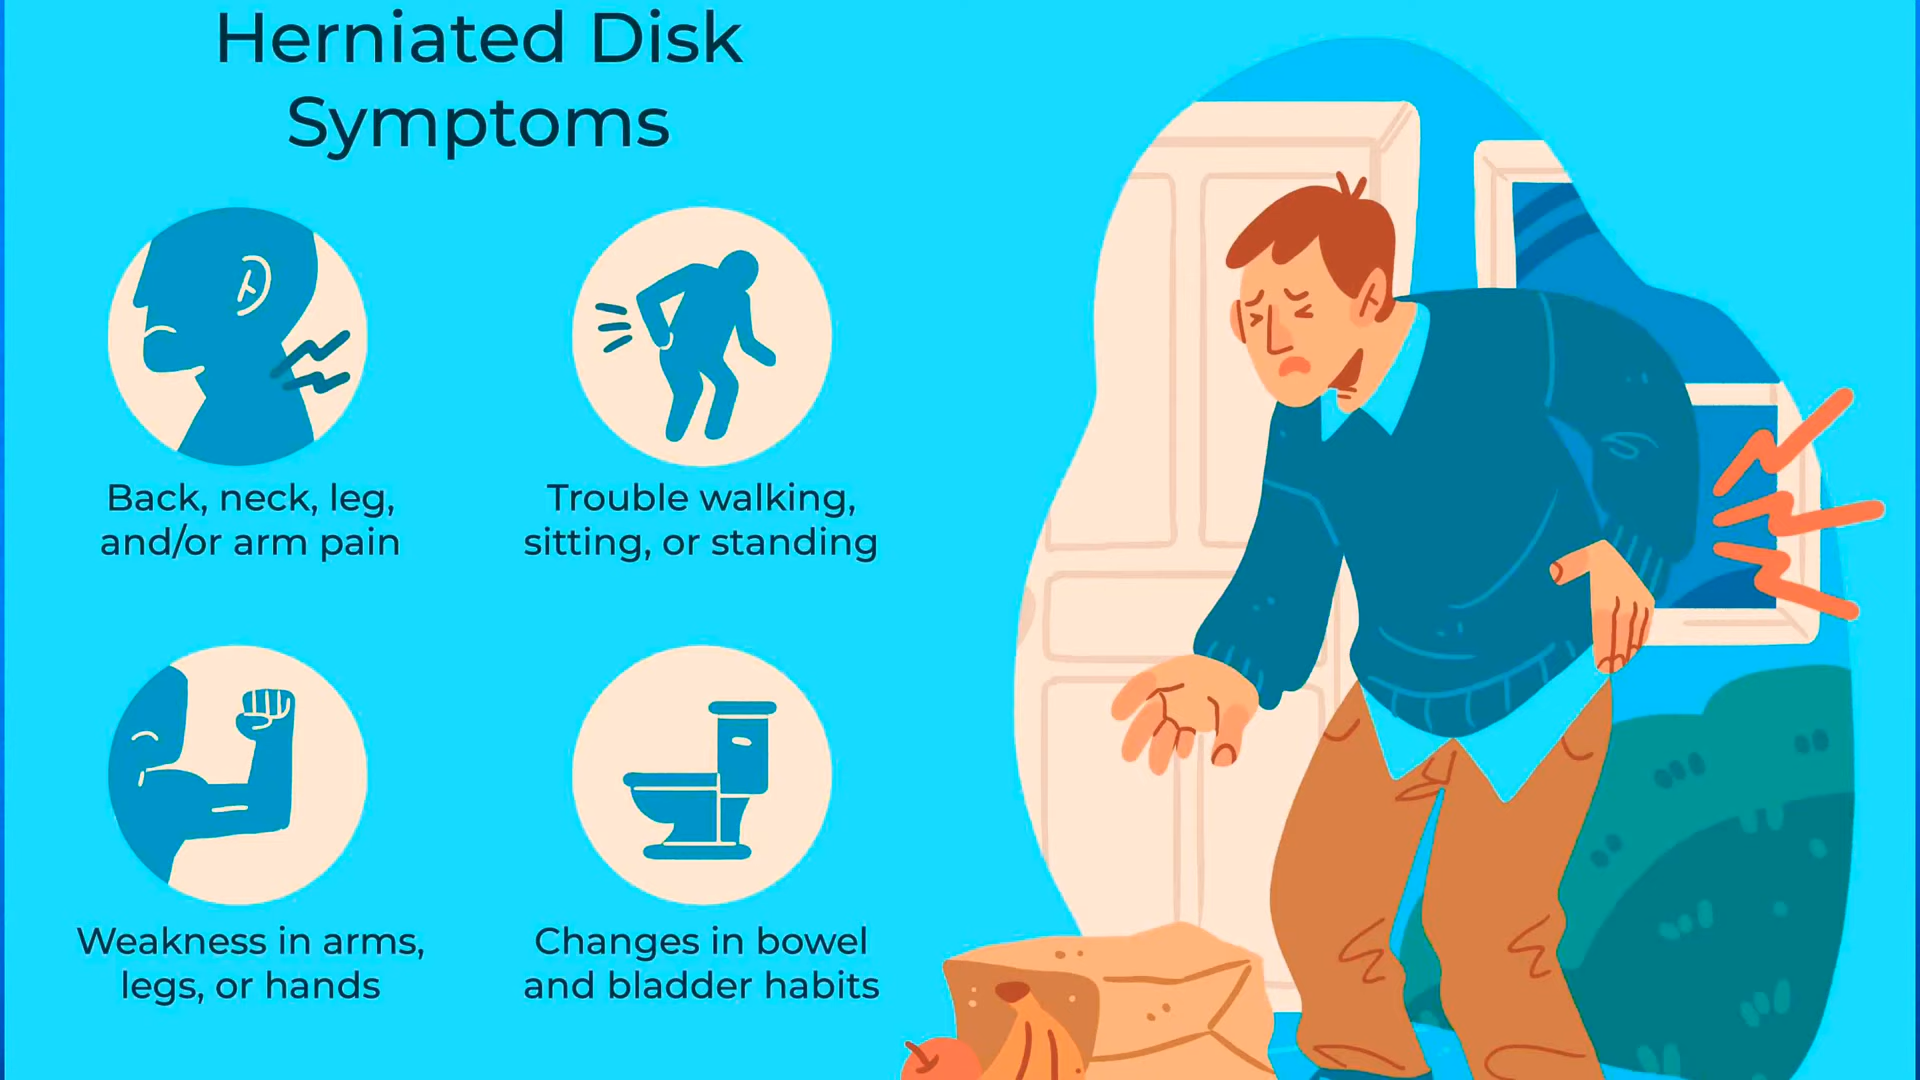 Herniated Disk
Symptoms
Back, neck, leg,
and/or arm pain
Trouble walking,
sitting, or standing
Weakness in arms,
legs, or hands
Changes in bowel
and bladder habits